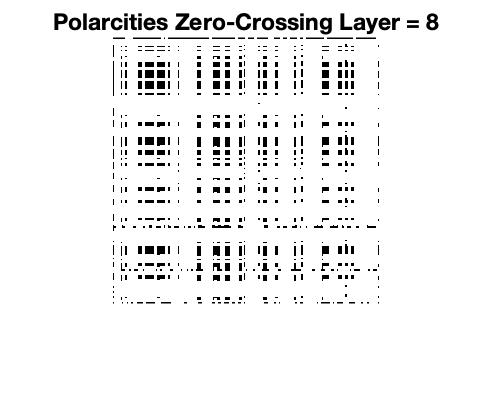 Polarcities Zero-Crossing Layer = 8